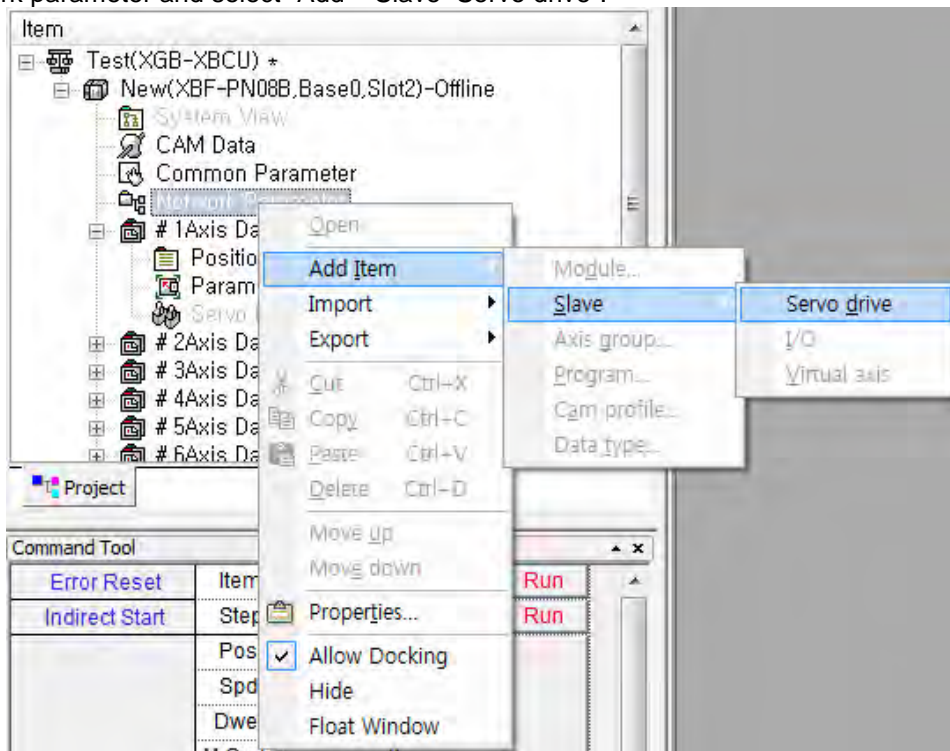 rk parameter and select "Add – Slave–Servo drive".
Item
Test(XGB-XBCU) *
New(XBF-PN08B,Base0,Slot2)-Offline
System View
CAM Data
Common Parameter
Network Parameter
# 1Axis Da
Positio
Param
Servo
# 2Axis Da
# 3Axis Da
# 4Axis Da
# 5Axis Da
# 6Axis Da
Project
Open
Add Item
Import
Export
Cut Ctrl-X
Copy Ctrl-C
Paste Ctrl-V
Delete Ctrl-D
Move up
Move down
Properties...
Allow Docking
Hide
Float Window
Module...
Slave
Axis group...
Program...
Cam profile...
Data type...
Servo drive
I/O
Virtual axis
Command Tool
Error Reset Item Run
Indirect Start Step Run
Pos
Spd
Dwe